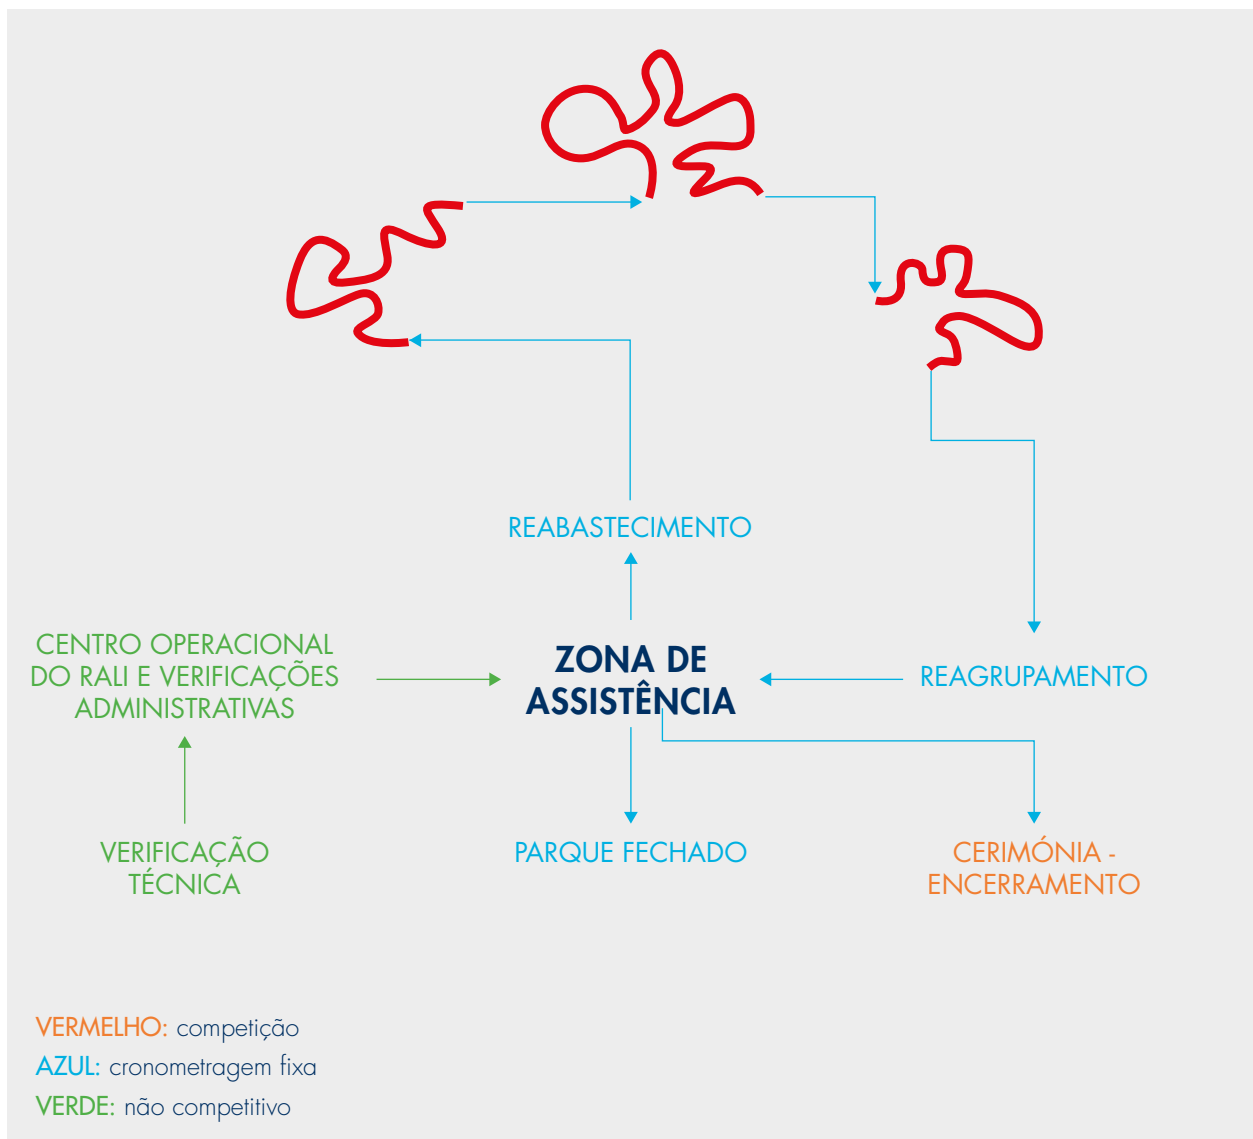 REABASTECIMENTO
CENTRO OPERACIONAL
DO RALI E VERIFICAÇÕES
ADMINISTRATIVAS
ZONA DE
ASSISTÊNCIA
REAGRUPAMENTO
VERIFICAÇÃO
TÉCNICA
PARQUE FECHADO
CERIMÓNIA -
ENCERRAMENTO
VERMELHO: competição
AZUL: cronometragem fixa
VERDE: não competitivo